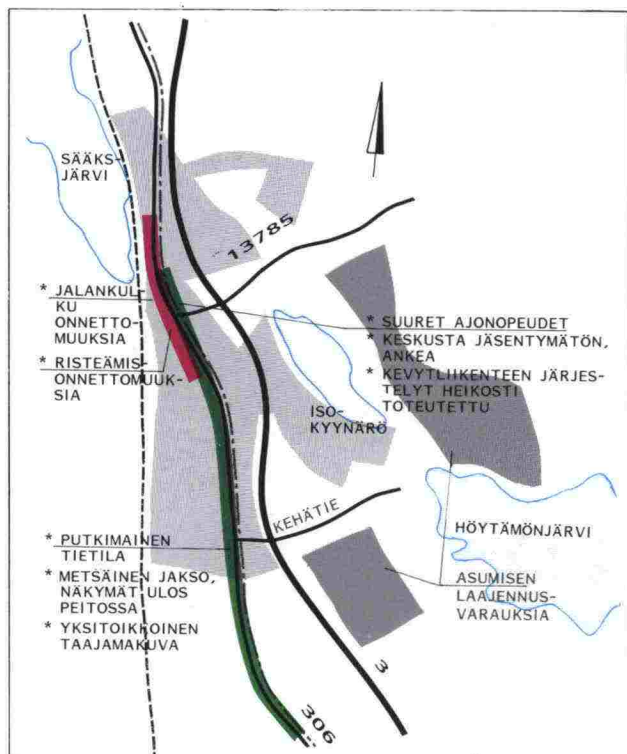 SÄÄKS-
JÄRVI
13785
* JALANKUL-
KU
ONNETTO-
MUUKSIA
* RISTEÄMIS-
ONNETTOMUUK-
SIA
* SUURET AJONOPEUDET
* KESKUSTA JÄSENTYMÄTÖN,
ANKEA
* KEVYTLIIKENTEEN JÄRJES-
TELYT HEIKOSTI
TOTEUTETTU
ISO-
KYYNÄRÖ
KEHÄTIE
HÖYTÄMÖNJÄRVI
* PUTKIMAINEN
TIETILA
* METSÄINEN JAKSO,
NÄKYMÄT ULOS
PEITOSSA
* YKSITOIKKOINEN
TAAJAMAKUVA
ASUMISEN
LAAJENNUS-
VARAUKSIA
3
306